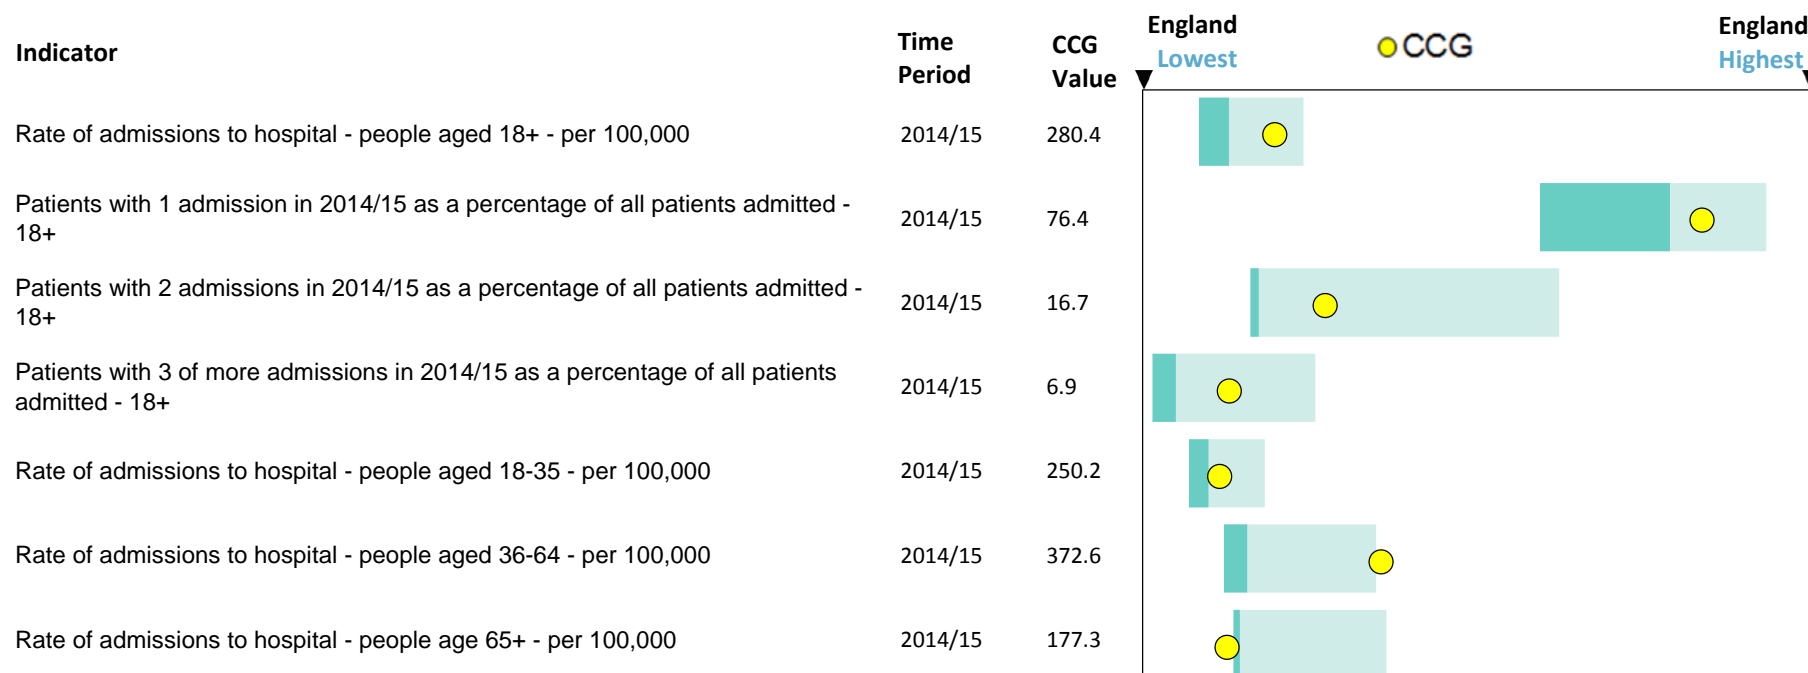 Indicator
Time Period
CCG Value
England Lowest
CCG
England Highest
Rate of admissions to hospital - people aged 18+ - per 100,000 2014/15 280.4
Patients with 1 admission in 2014/15 as a percentage of all patients admitted -
18+
2014/15 76.4
Patients with 2 admissions in 2014/15 as a percentage of all patients admitted -
18+
2014/15 16.7
Patients with 3 of more admissions in 2014/15 as a percentage of all patients
admitted - 18+
2014/15 6.9
Rate of admissions to hospital - people aged 18-35 - per 100,000 2014/15 250.2
Rate of admissions to hospital - people aged 36-64 - per 100,000 2014/15 372.6
Rate of admissions to hospital - people age 65+ - per 100,000 2014/15 177.3